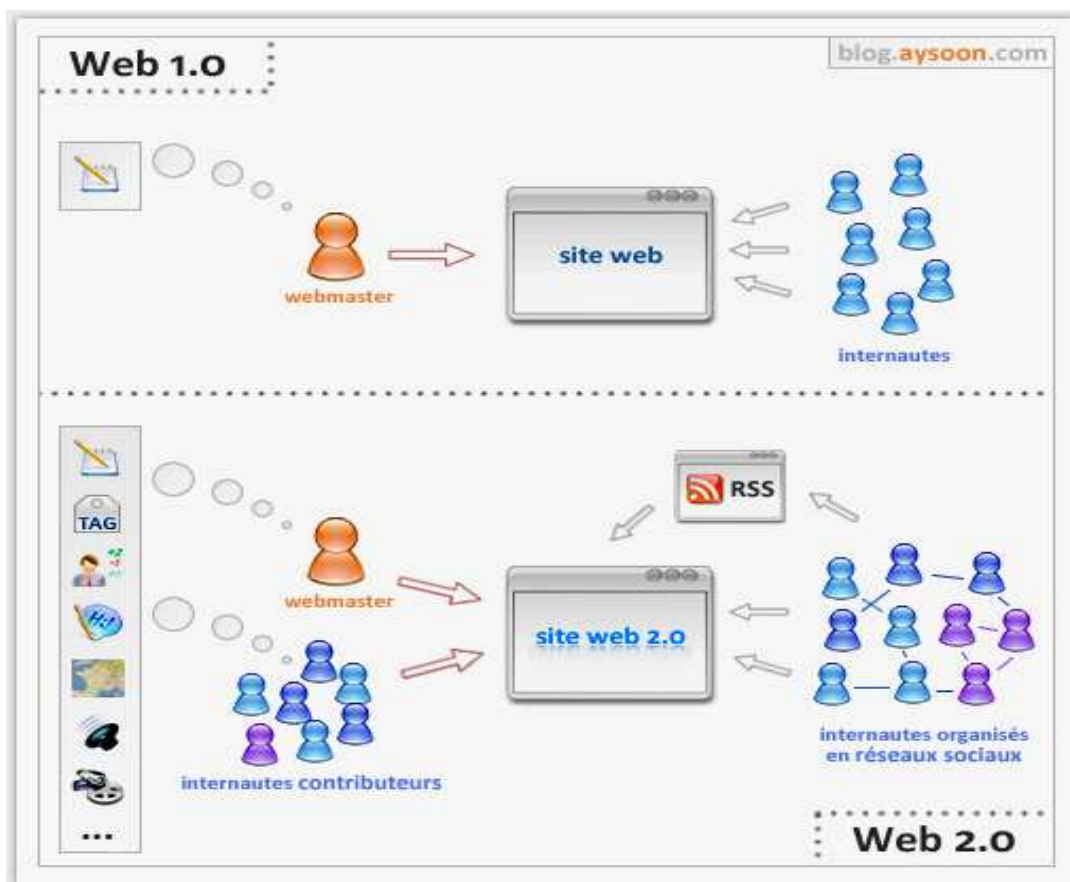 Web 1.0
blog.aysoon.com
webmaster
site web
internautes
RSS
TAG
webmaster
site web 2.0
internautes contributeurs
internautes organisés
en réseaux sociaux
...
Web 2.0